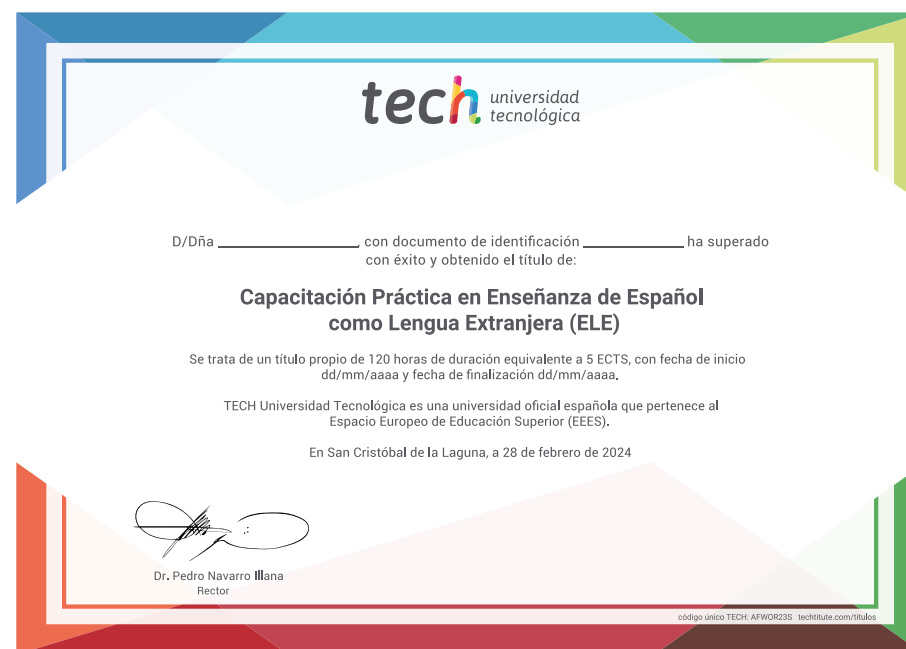 tech universidad
tecnológica
D/Dña ______________, con documento de identificación __________ ha superado
con éxito y obtenido el título de:
Capacitación Práctica en Enseñanza de Español
como Lengua Extranjera (ELE)
Se trata de un título propio de 120 horas de duración equivalente a 5 ECTS, con fecha de inicio
dd/mm/aaaa y fecha de finalización dd/mm/aaaa.
TECH Universidad Tecnológica es una universidad oficial española que pertenece al
Espacio Europeo de Educación Superior (EEES).
En San Cristóbal de la Laguna, a 28 de febrero de 2024
Dr. Pedro Navarro Illana
Rector
código único TECH: AFWOR23S techtitute.com/titulos